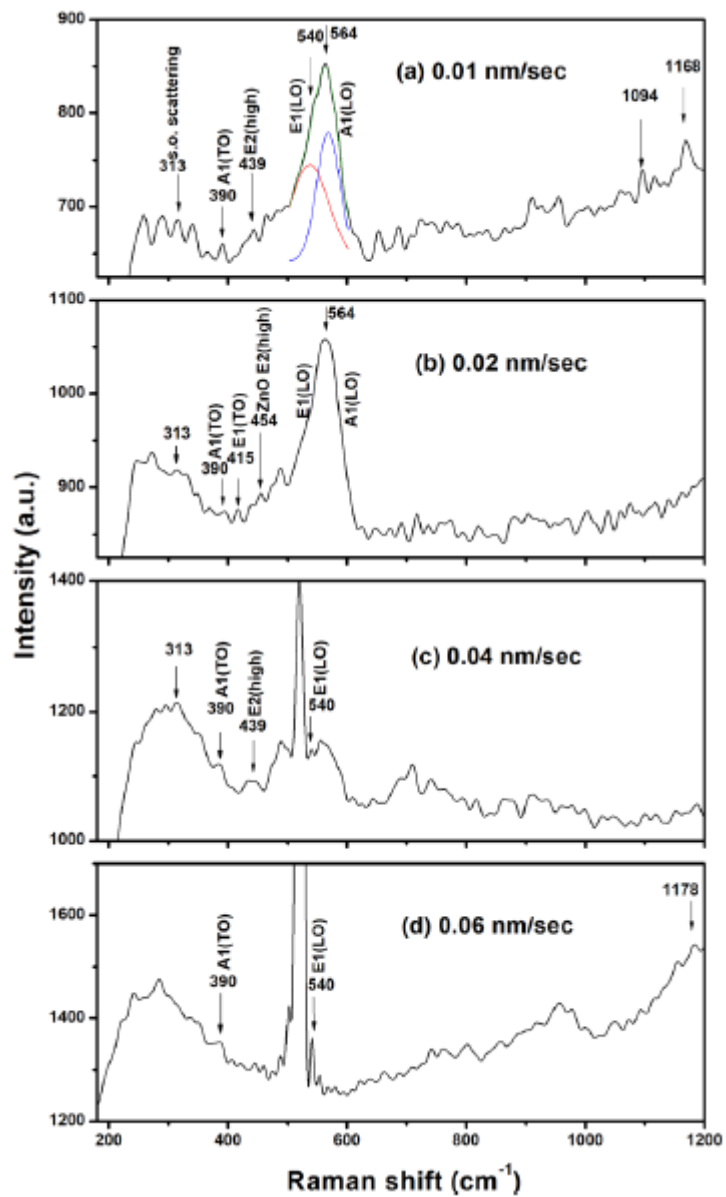 Intensity (a.u.)
900
800
700
(a) 0.01 nm/sec
s.o. scattering
313
A1(TO)
390
E2(high)
439
540
564
E1(LO)
A1(LO)
1094
1168
1100
1000
900
(b) 0.02 nm/sec
313
A1(TO)
390
E1(TO)
415
ZnO E2(high)
454
564
E1(LO)
A1(LO)
1400
1200
1000
(c) 0.04 nm/sec
313
A1(TO)
390
E2(high)
439
E1(LO)
540
1600
1400
1200
(d) 0.06 nm/sec
A1(TO)
390
E1(LO)
540
1178
200 400 600 800 1000 1200
Raman shift (cm⁻¹)